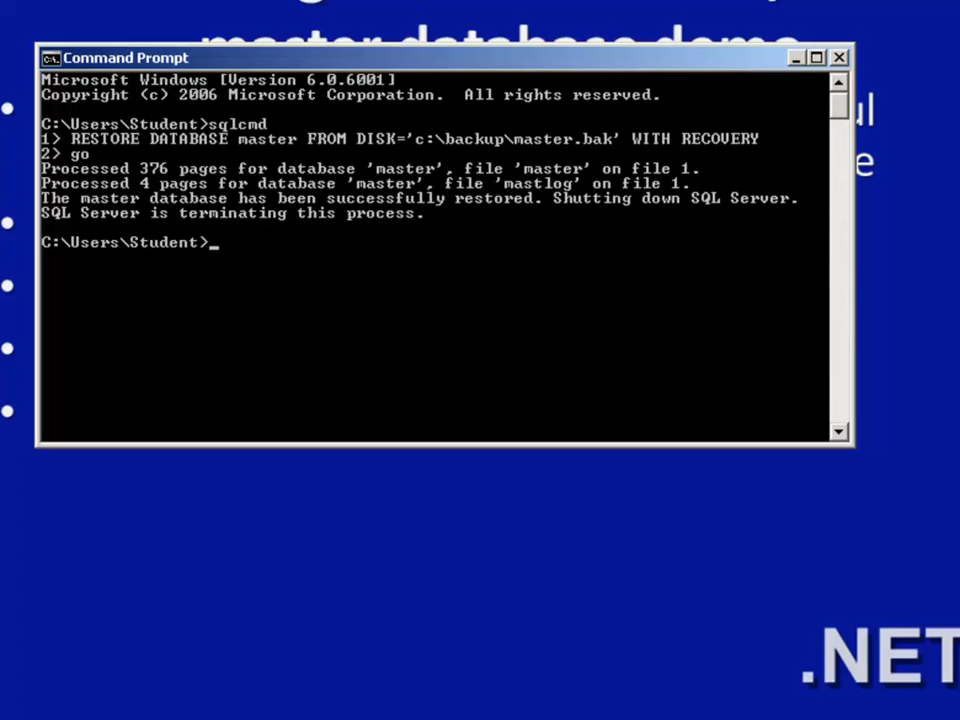 master database demo
Command Prompt
Microsoft Windows [Version 6.0.6001]
Copyright (c) 2006 Microsoft Corporation.  All rights reserved.
C:\Users\Student>sqlcmd
1> RESTORE DATABASE master FROM DISK='c:\backup\master.bak' WITH RECOVERY
2> go
Processed 376 pages for database 'master', file 'master' on file 1.
Processed 4 pages for database 'master', file 'mastlog' on file 1.
The master database has been successfully restored. Shutting down SQL Server.
SQL Server is terminating this process.
C:\Users\Student>_
ul
e
.NET